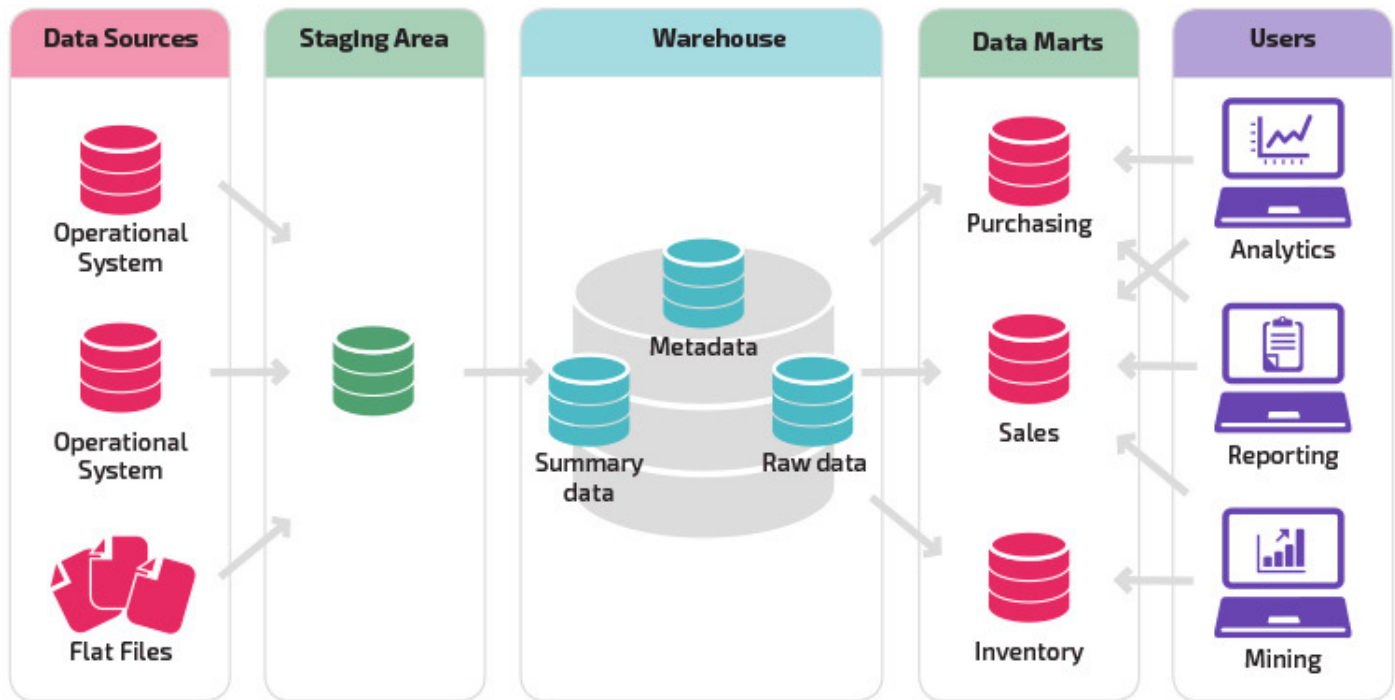 Data Sources
Staging Area
Warehouse
Data Marts
Users
Operational
System
Operational
System
Flat Files
Metadata
Summary
data
Raw data
Purchasing
Sales
Inventory
Analytics
Reporting
Mining